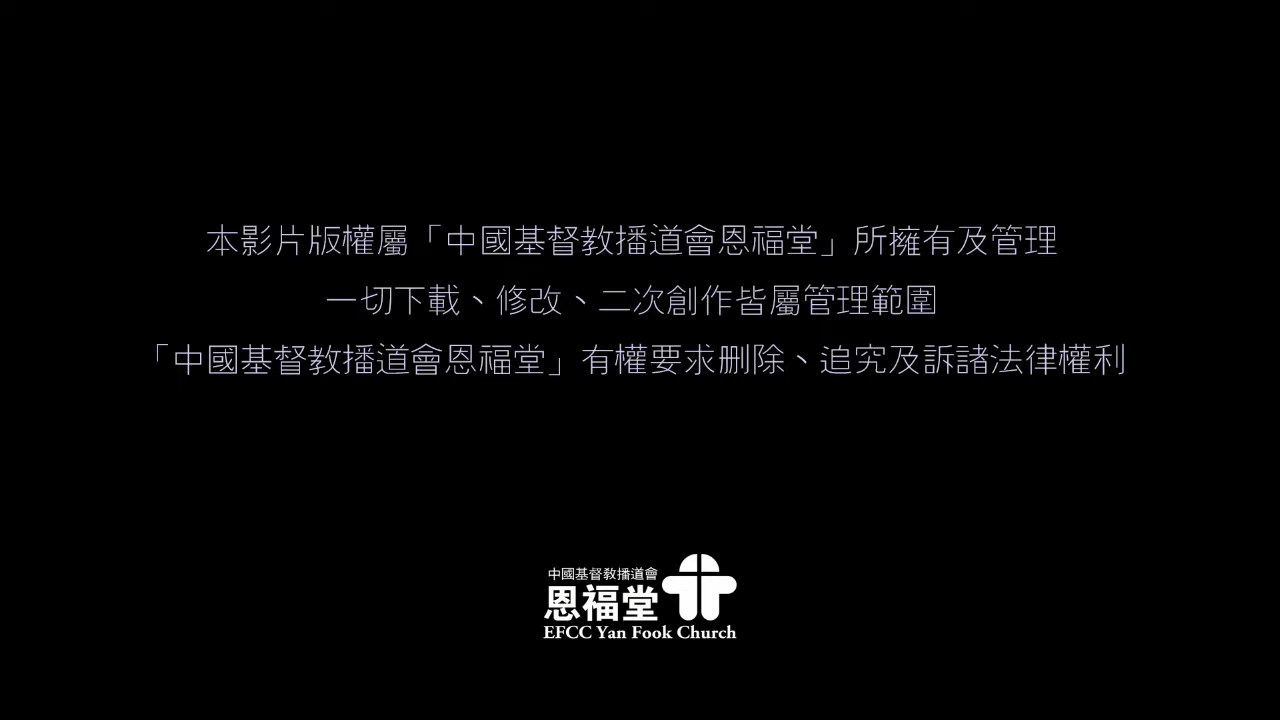 本影片版權屬「中國基督教播道會恩福堂」所擁有及管理
一切下載、修改、二次創作皆屬管理範圍
「中國基督教播道會恩福堂」有權要求刪除、追究及訴諸法律權利
中國基督教播道會
恩福堂
EFCC Yan Fook Church